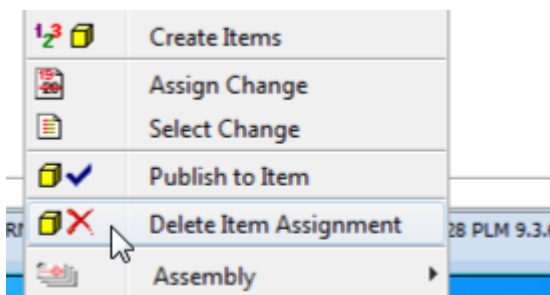 Create Items
Assign Change
Select Change
Publish to Item
Delete Item Assignment
28 PLM 9.3.
Assembly